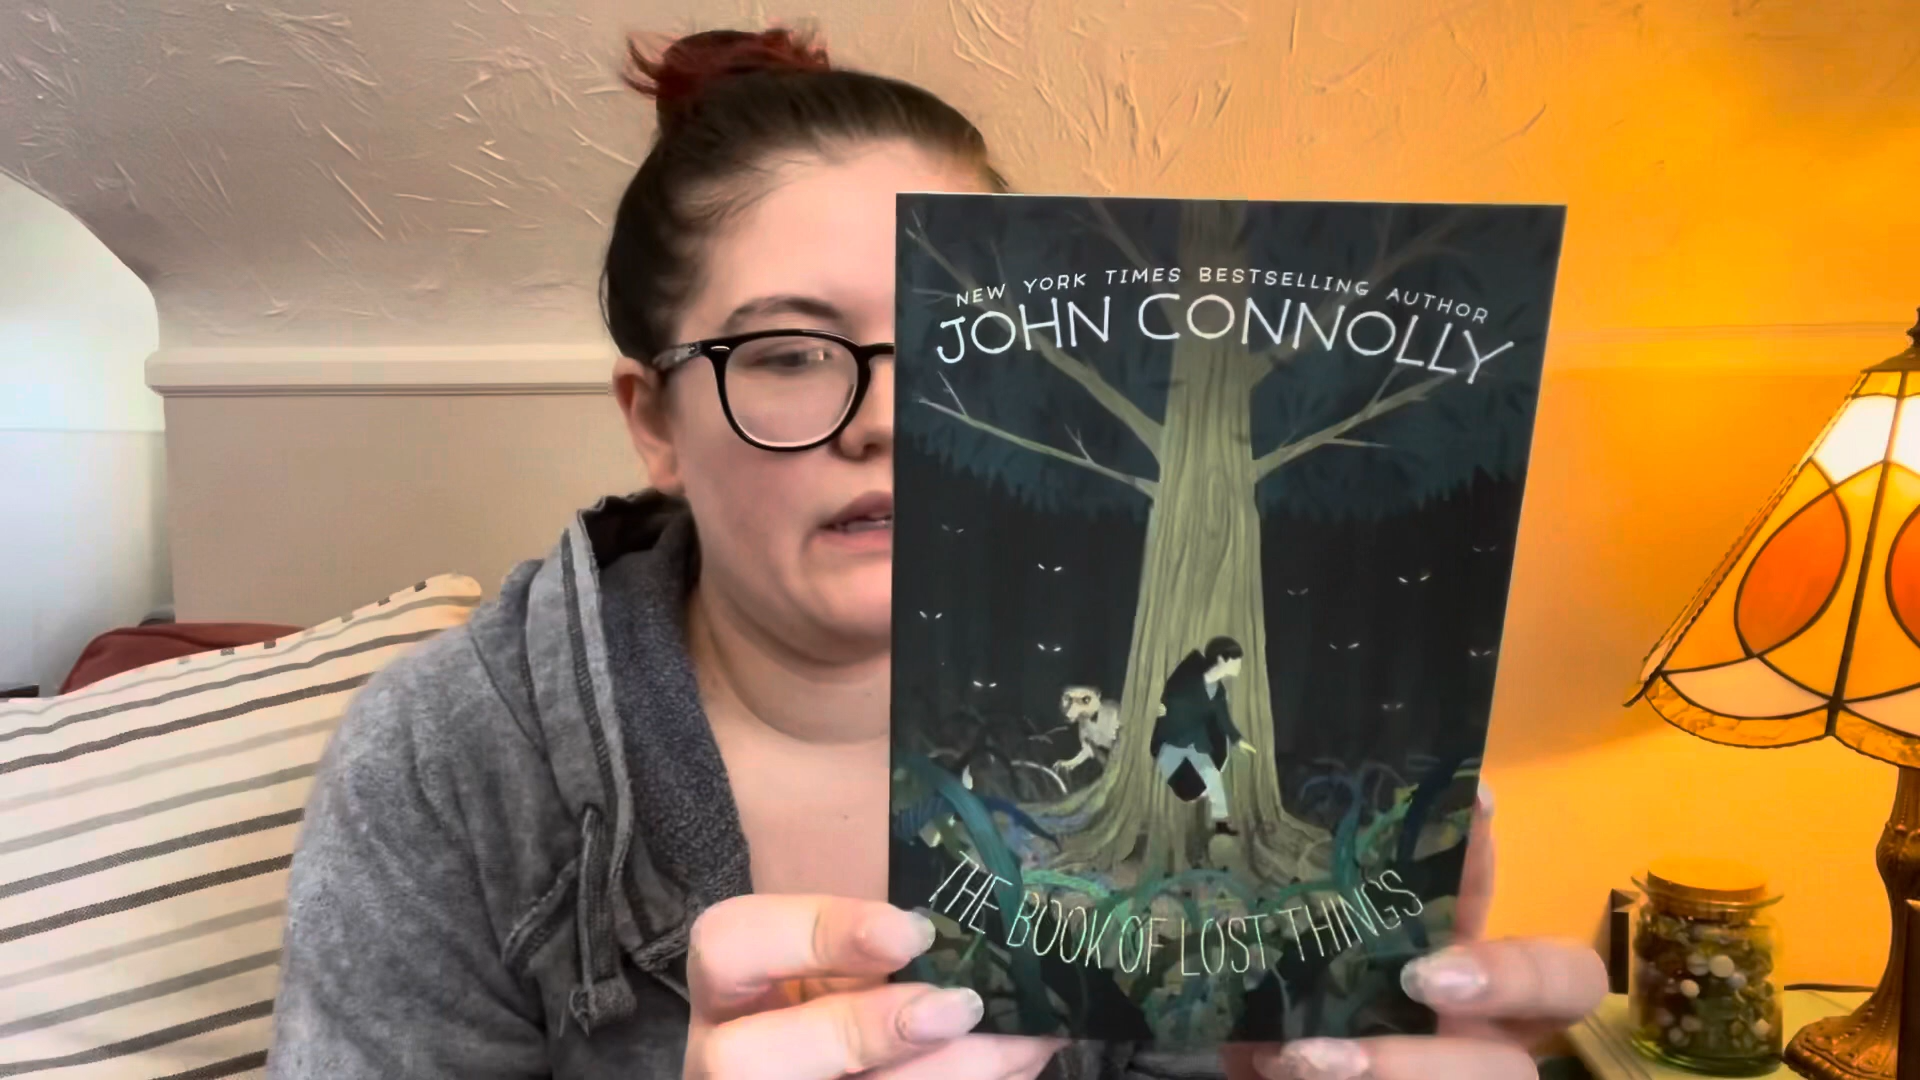 NEW YORK TIMES BESTSELLING AUTHOR
JOHN CONNOLLY
THE BOOK OF LOST THINGS